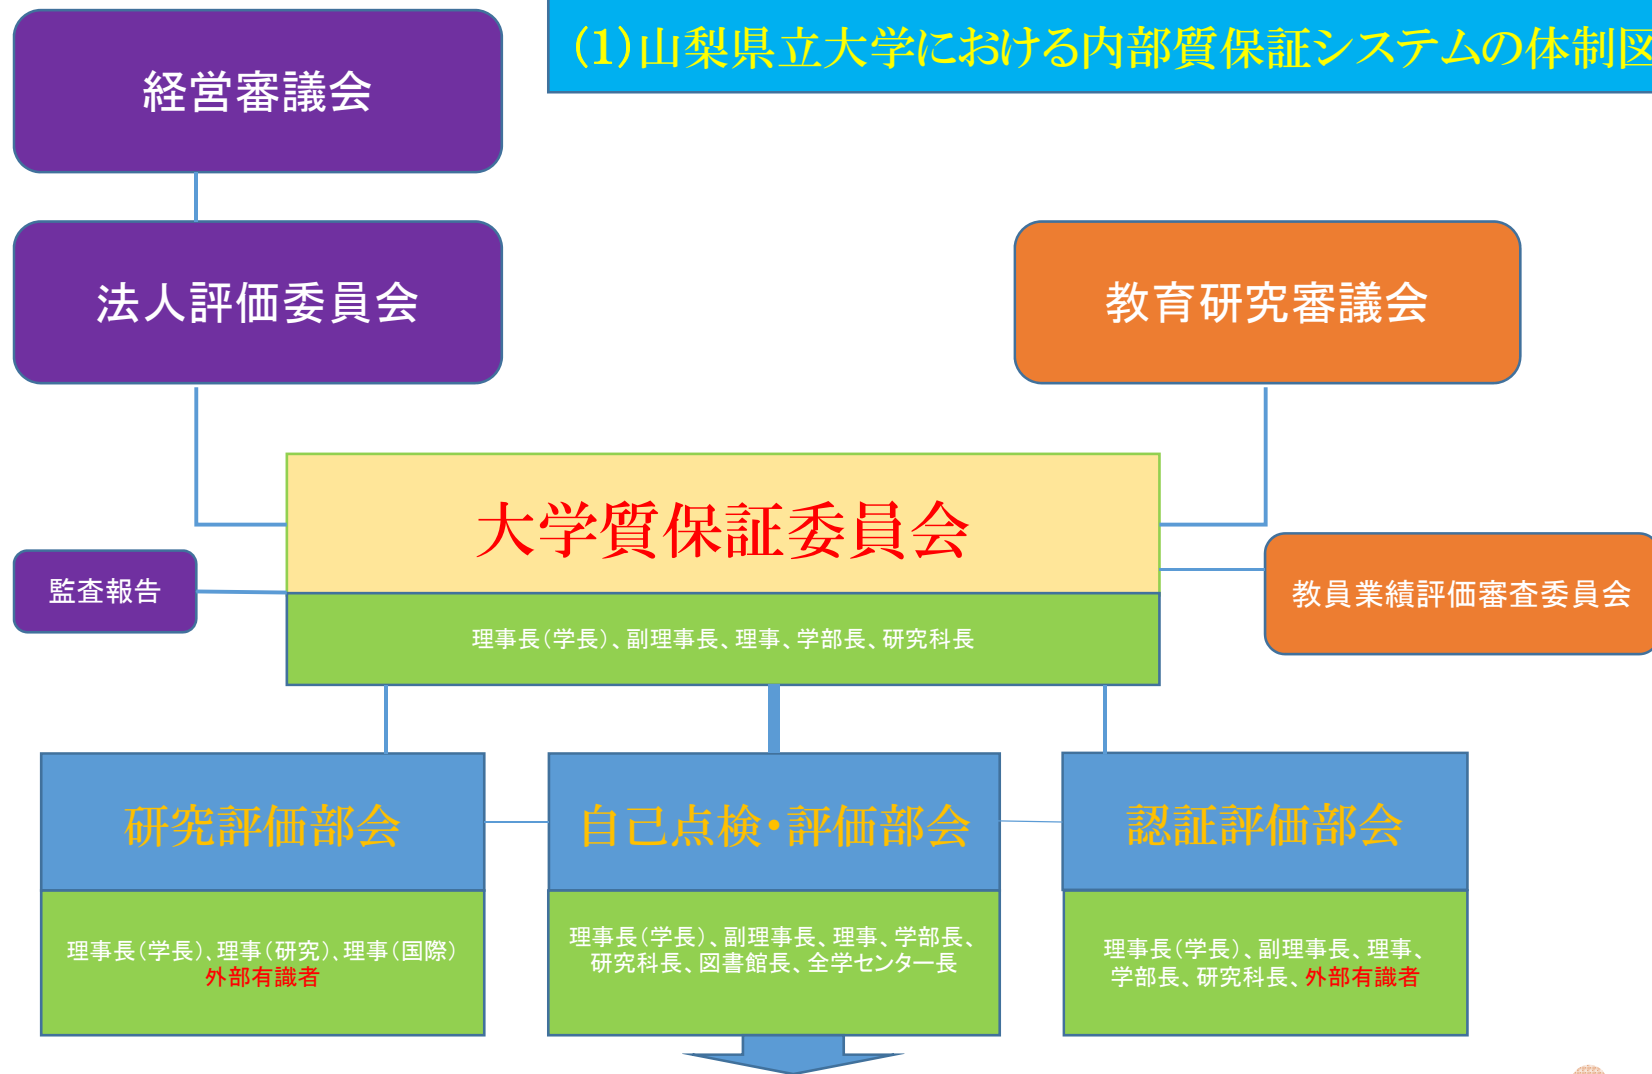 (1)山梨県立大学における内部質保証システムの体制図
経営審議会
法人評価委員会
教育研究審議会
大学質保証委員会
監査報告
教員業績評価審査委員会
理事長(学長)、副理事長、理事、学部長、研究科長
研究評価部会
自己点検・評価部会
認証評価部会
理事長(学長)、理事(研究)、理事(国際)
外部有識者
理事長(学長)、副理事長、理事、学部長、
研究科長、図書館長、全学センター長
理事長(学長)、副理事長、理事、
学部長、研究科長、外部有識者